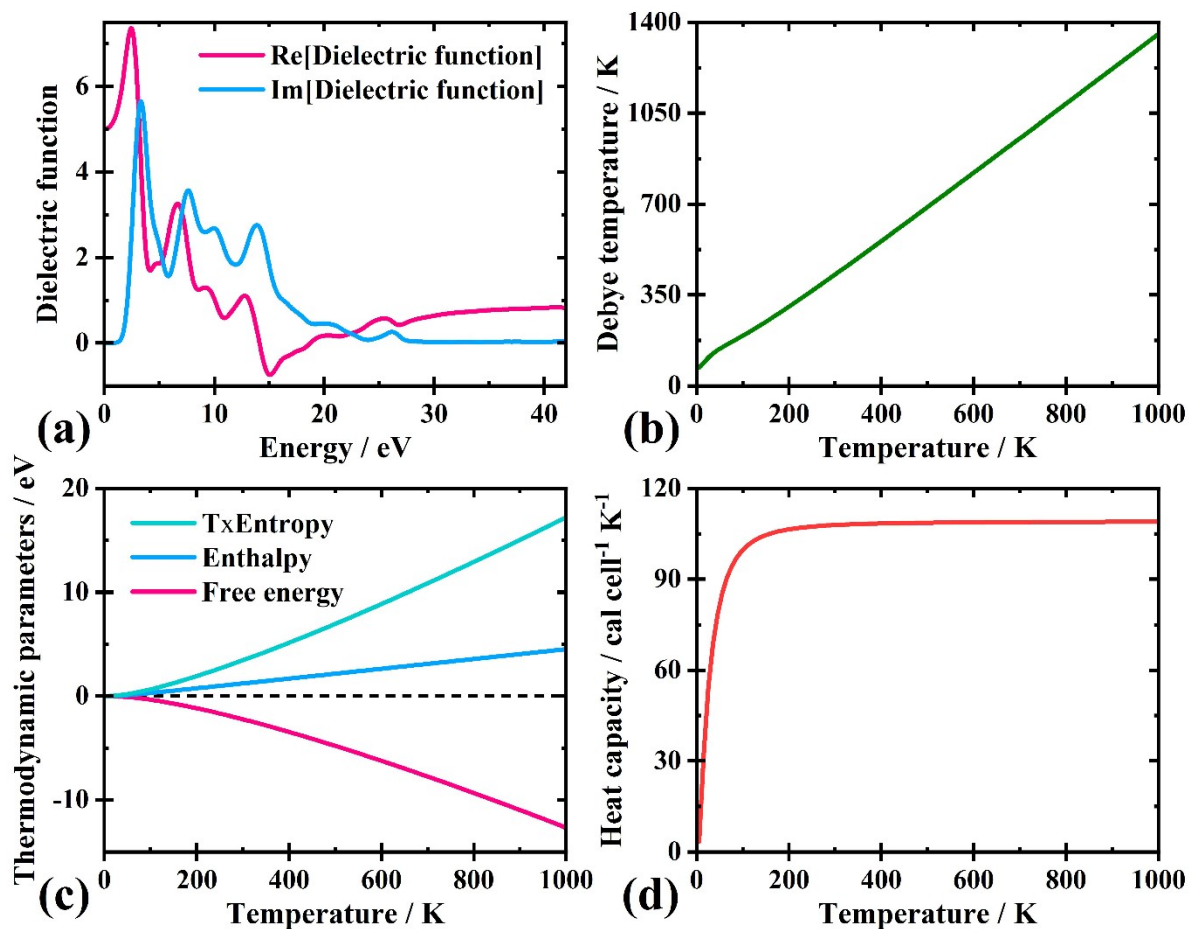 Re[Dielectric function]
Im[Dielectric function]
Dielectric function
6
4
2
0
0 10 20 30 40
Energy / eV
(a)
Debye temperature / K
1400
1050
700
350
0
0 200 400 600 800 1000
Temperature / K
(b)
Thermodynamic parameters / eV
20
10
0
-10
TxEntropy
Enthalpy
Free energy
0 200 400 600 800 1000
Temperature / K
(c)
Heat capacity / cal cell⁻¹ K⁻¹
120
90
60
30
0
0 200 400 600 800 1000
Temperature / K
(d)